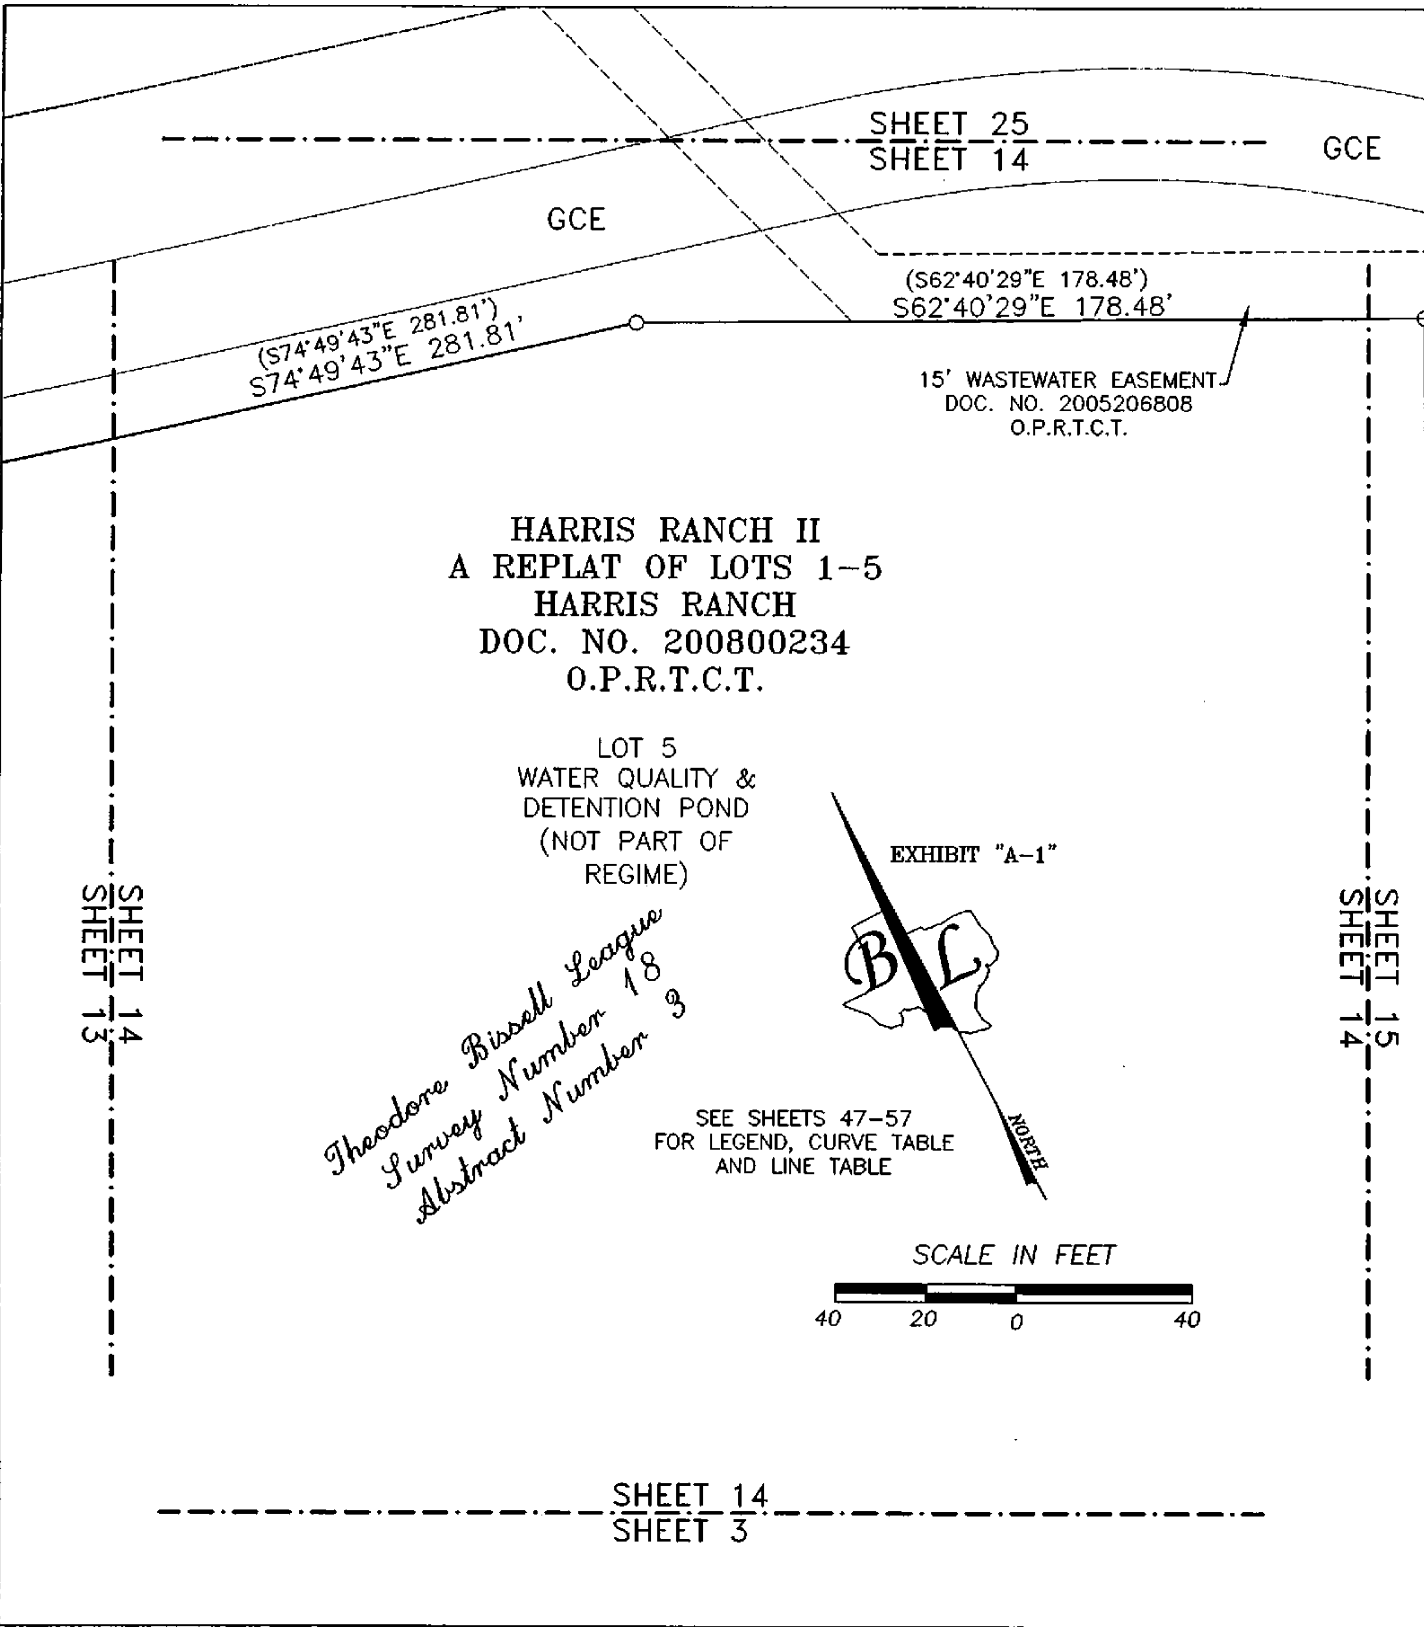 SHEET 25
SHEET 14
GCE
GCE
(S62°40'29"E 178.48')
S62°40'29"E 178.48'
(S74°49'43"E 281.81')
S74°49'43"E 281.81'
15' WASTEWATER EASEMENT
DOC. NO. 2005206808
O.P.R.T.C.T.
HARRIS RANCH II
A REPLAT OF LOTS 1-5
HARRIS RANCH
DOC. NO. 200800234
O.P.R.T.C.T.
LOT 5
WATER QUALITY &
DETENTION POND
(NOT PART OF
REGIME)
EXHIBIT "A-1"
B L
SHEET 14
SHEET 13
SHEET 15
SHEET 14
Theodore Bissell League
Survey Number 18
Abstract Number 3
SEE SHEETS 47-57
FOR LEGEND, CURVE TABLE
AND LINE TABLE
NORTH
SCALE IN FEET
40 20 0 40
SHEET 14
SHEET 3